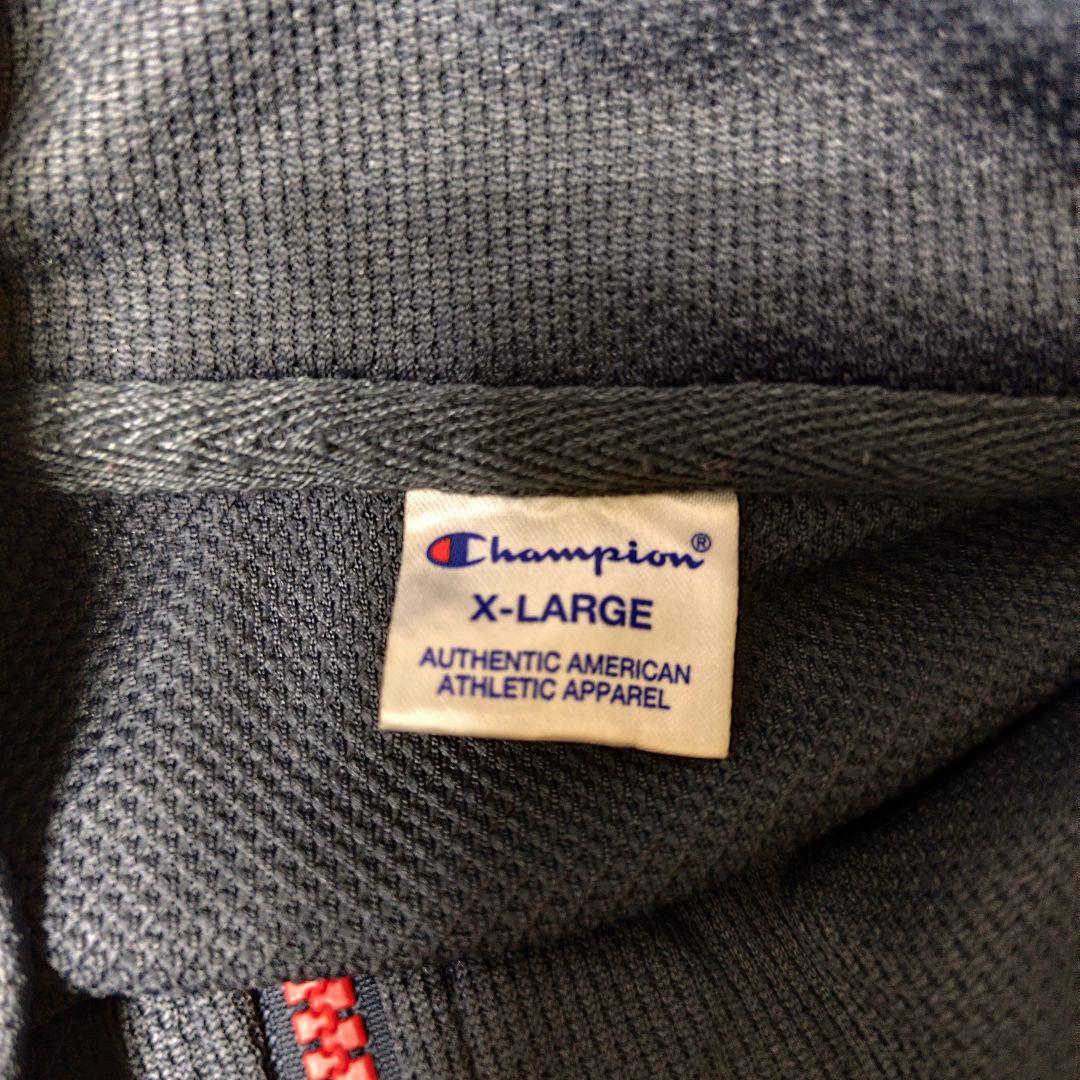 Champion®
X-LARGE
AUTHENTIC AMERICAN
ATHLETIC APPAREL